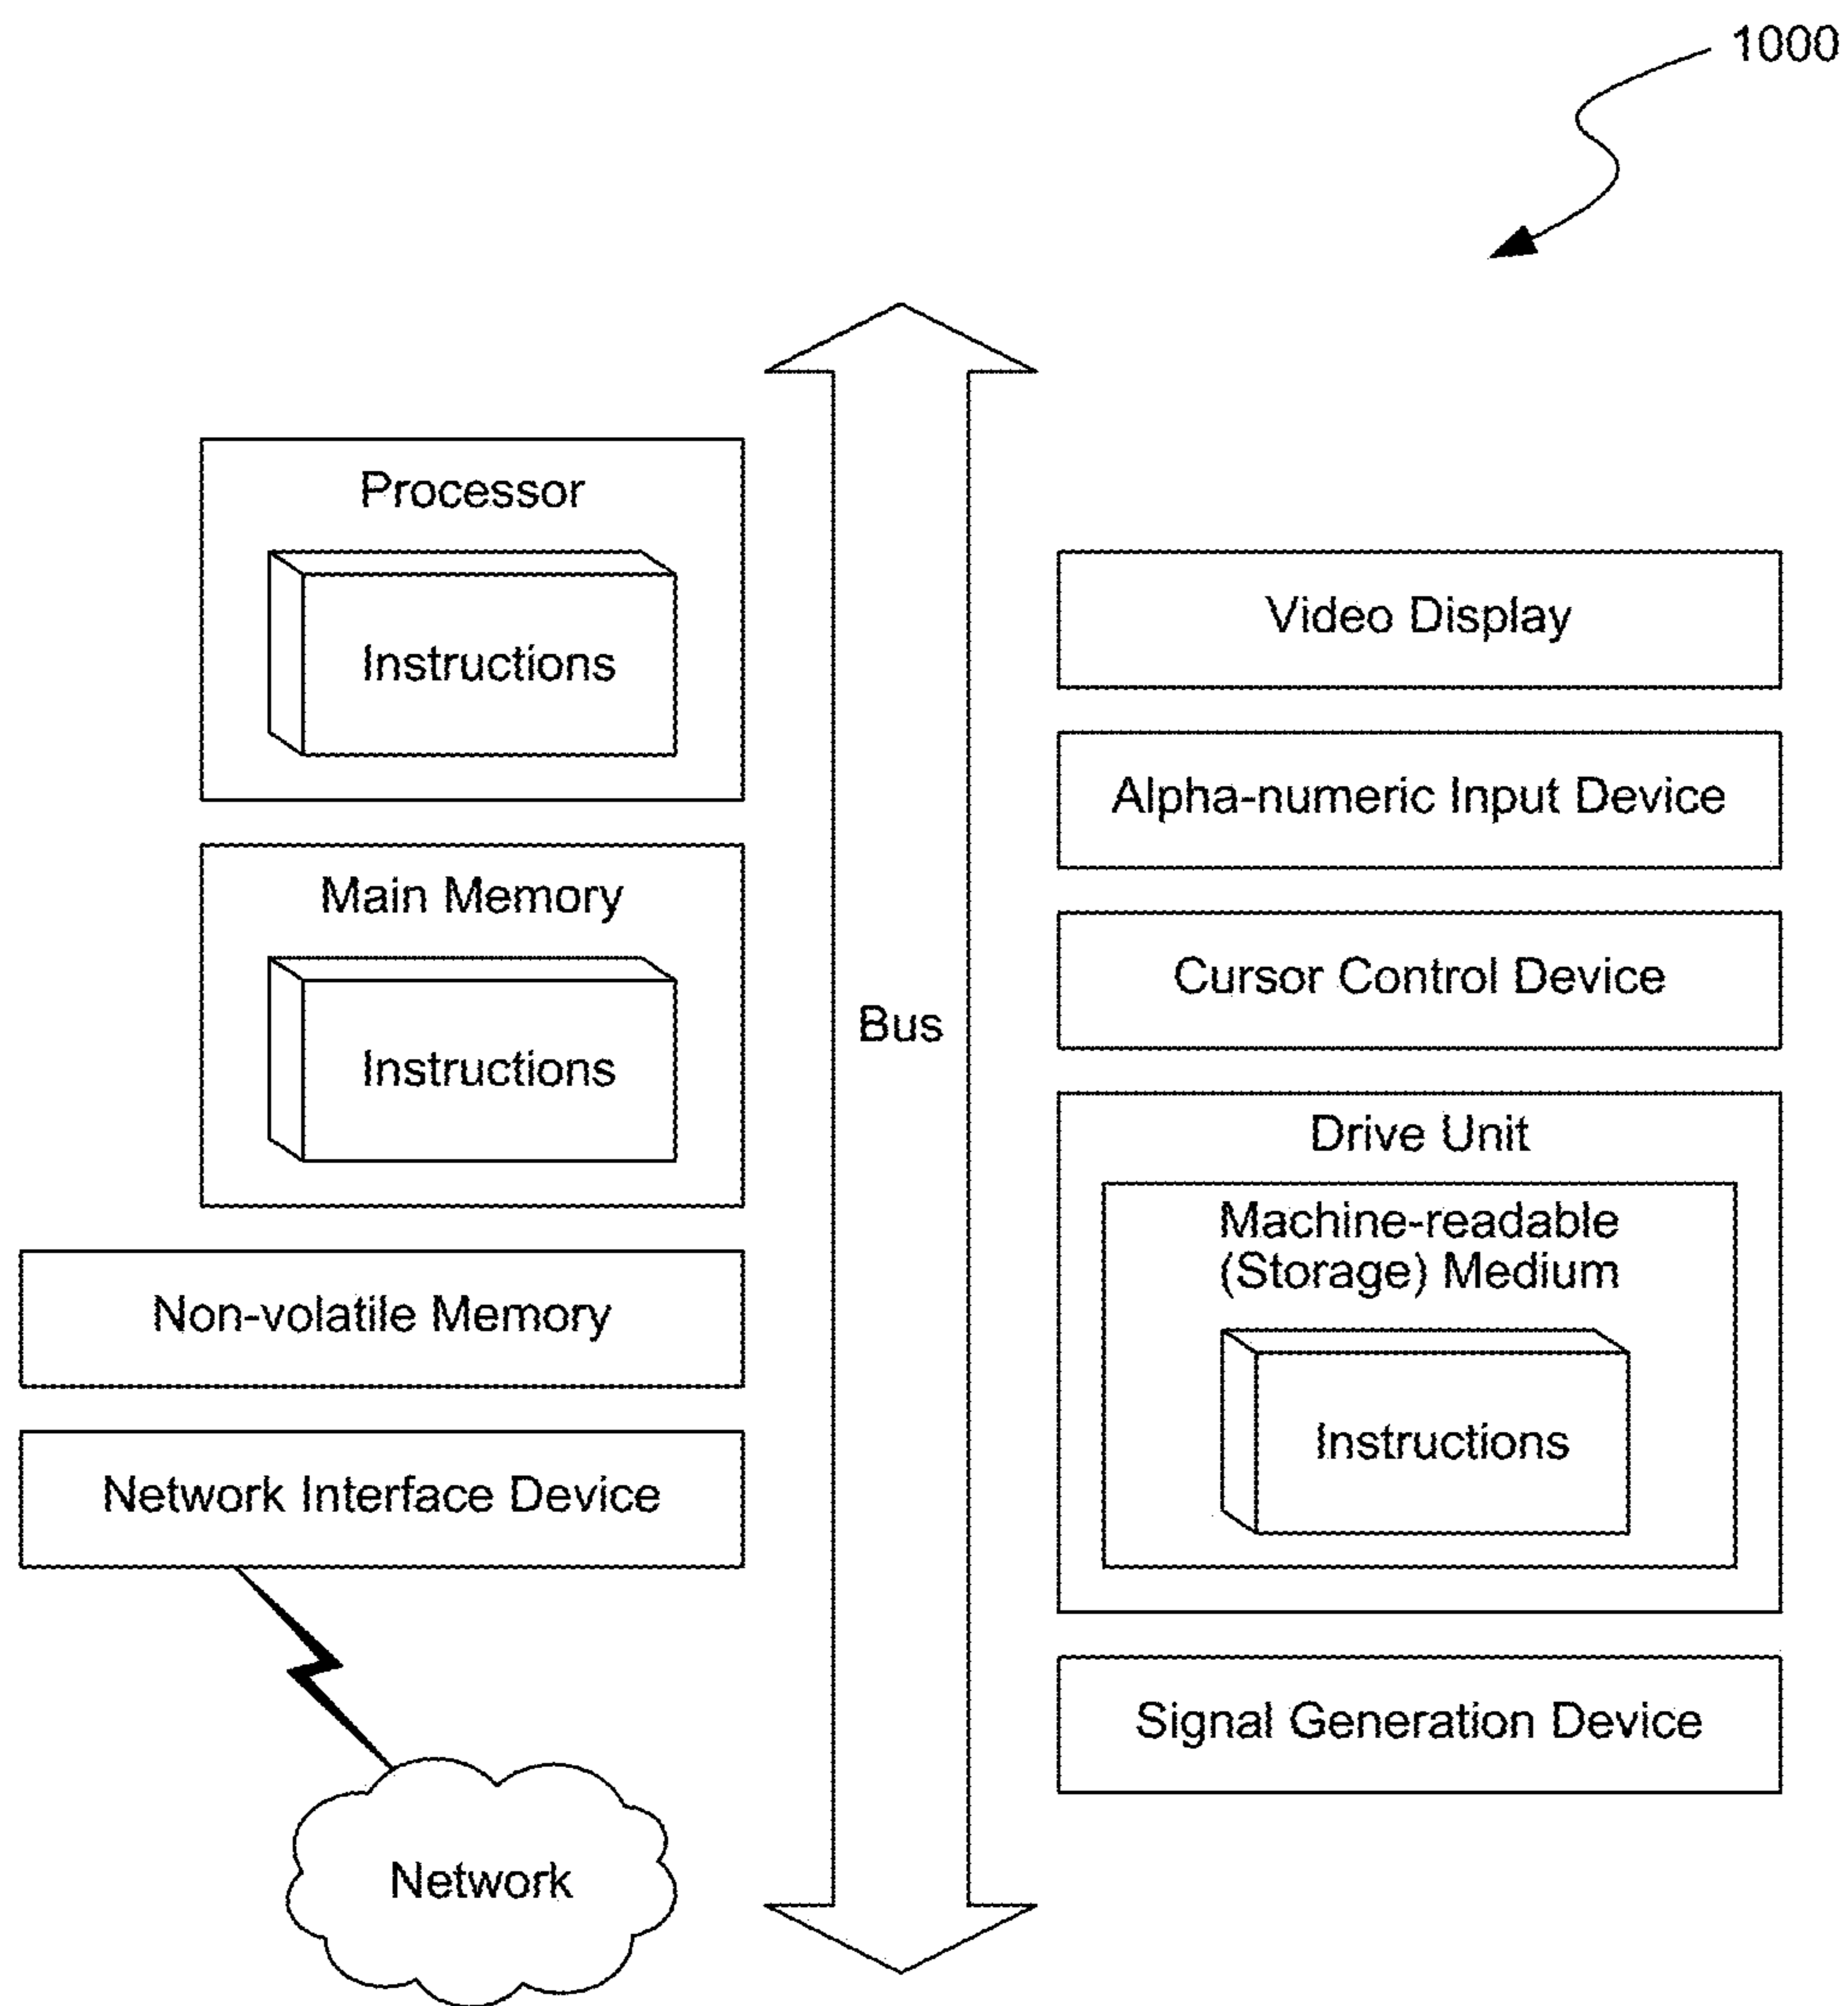 1000
Processor
Instructions
Main Memory
Instructions
Non-volatile Memory
Network Interface Device
Network
Bus
Video Display
Alpha-numeric Input Device
Cursor Control Device
Drive Unit
Machine-readable
(Storage) Medium
Instructions
Signal Generation Device